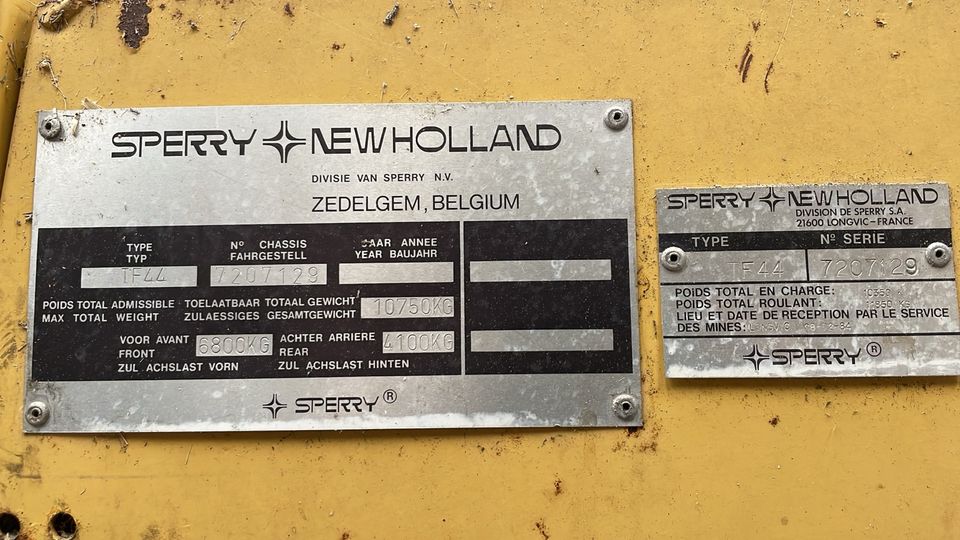 SPERRY NEW HOLLAND
DIVISIE VAN SPERRY N.V.
ZEDELGEM, BELGIUM
TYPE Nº CHASSIS JAAR ANNEE
TYP FAHRGESTELL YEAR BAUJAHR
TF44 7207129
POIDS TOTAL ADMISSIBLE TOELAATBAAR TOTAAL GEWICHT 10750KG
MAX TOTAL WEIGHT ZULAESSIGES GESAMTGEWICHT
VOOR AVANT 6800KG ACHTER ARRIERE 4100KG
FRONT REAR
ZUL ACHSLAST VORN ZUL ACHSLAST HINTEN
SPERRY ®
SPERRY NEW HOLLAND
DIVISION DE SPERRY S.A.
21600 LONGVIC-FRANCE
TYPE Nº SERIE
TF44 7207129
POIDS TOTAL EN CHARGE:
POIDS TOTAL ROULANT:
LIEU ET DATE DE RECEPTION PAR LE SERVICE
DES MINES:
SPERRY ®